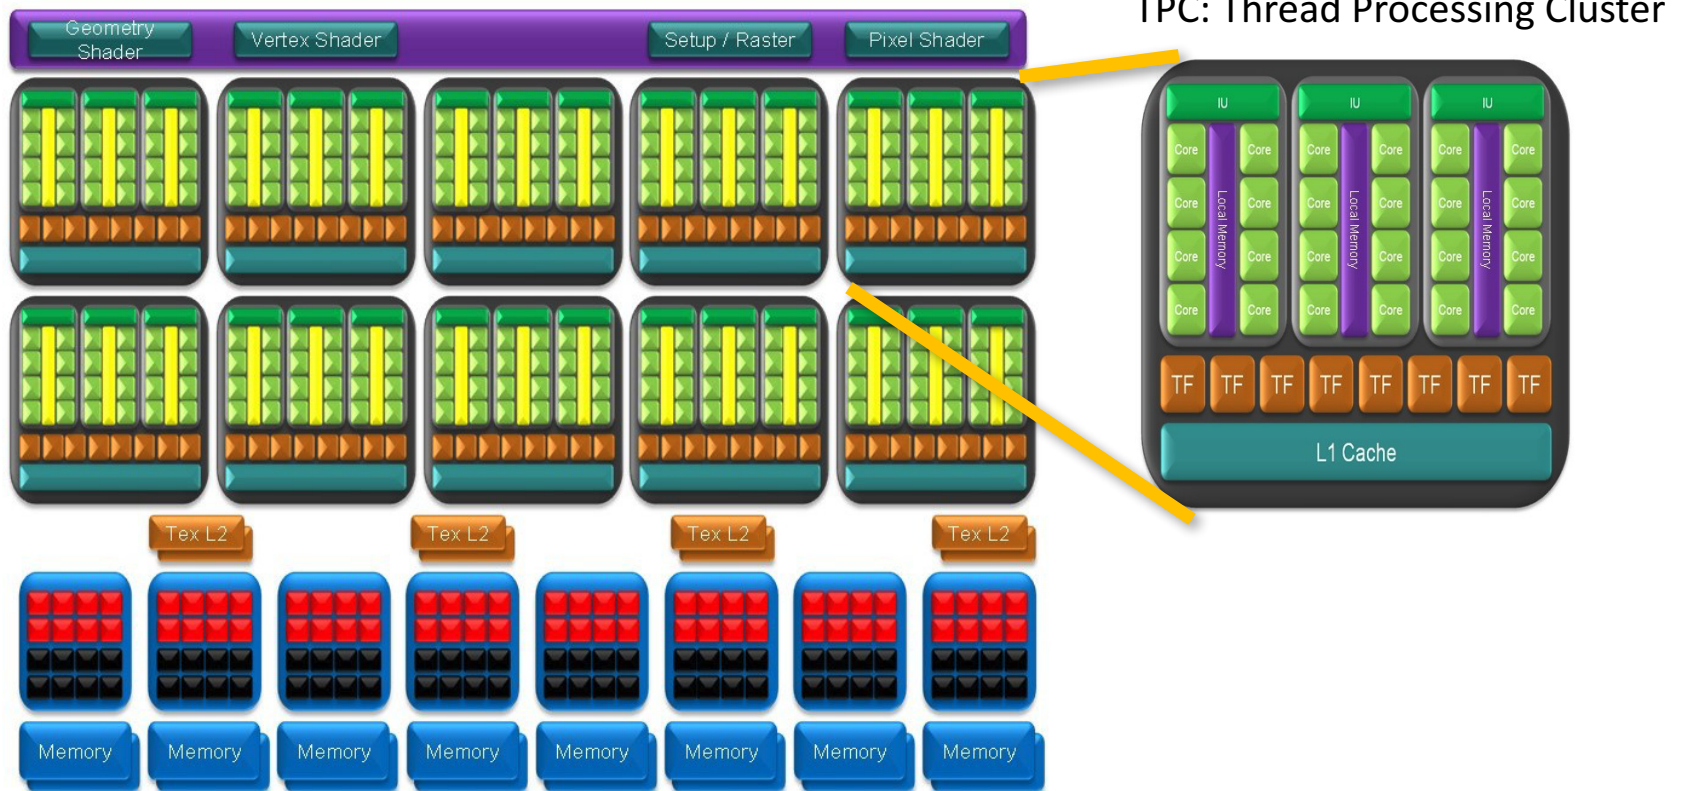 TPC: Thread Processing Cluster
Geometry
Shader
Vertex Shader
Setup / Raster
Pixel Shader
IU IU IU
Core Core Core Core Core Core
Core Core Core Core Core Core
Core Core Core Core Core Core
Core Core Core Core Core Core
Local Memory
Local Memory
Local Memory
TF TF TF TF TF TF TF TF
L1 Cache
Tex L2 Tex L2 Tex L2 Tex L2
Memory Memory Memory Memory Memory Memory Memory Memory